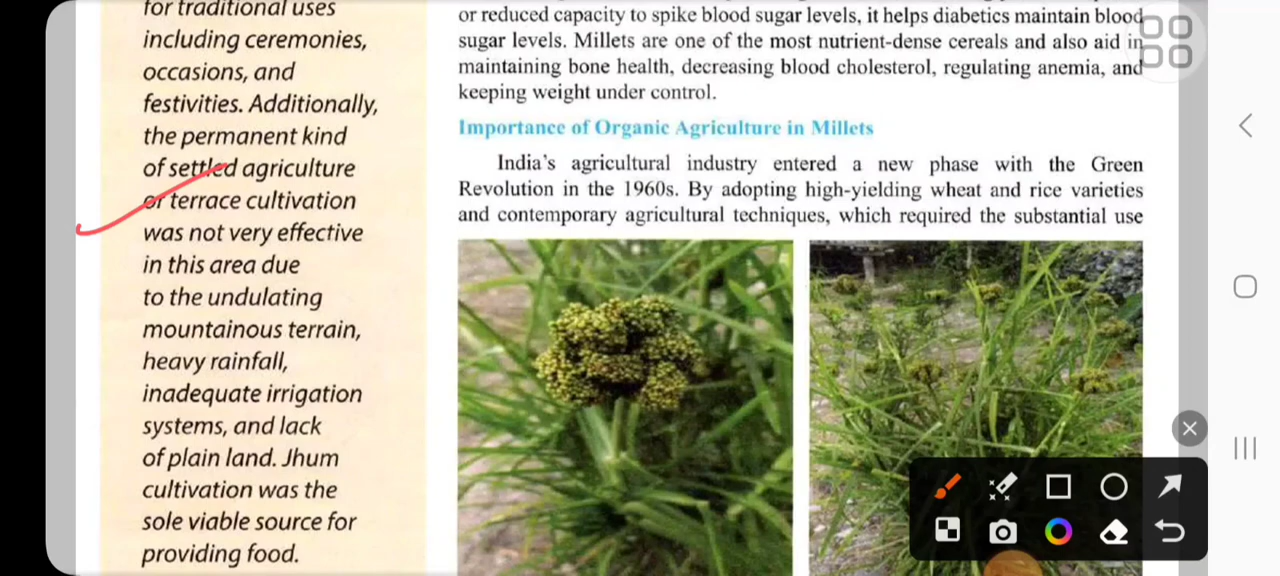 for traditional uses
including ceremonies,
occasions, and
festivities. Additionally,
the permanent kind
of settled agriculture
or terrace cultivation
was not very effective
in this area due
to the undulating
mountainous terrain,
heavy rainfall,
inadequate irrigation
systems, and lack
of plain land. Jhum
cultivation was the
sole viable source for
providing food.
or reduced capacity to spike blood sugar levels, it helps diabetics maintain blood
sugar levels. Millets are one of the most nutrient-dense cereals and also aid in
maintaining bone health, decreasing blood cholesterol, regulating anemia, and
keeping weight under control.
Importance of Organic Agriculture in Millets
India's agricultural industry entered a new phase with the Green
Revolution in the 1960s. By adopting high-yielding wheat and rice varieties
and contemporary agricultural techniques, which required the substantial use